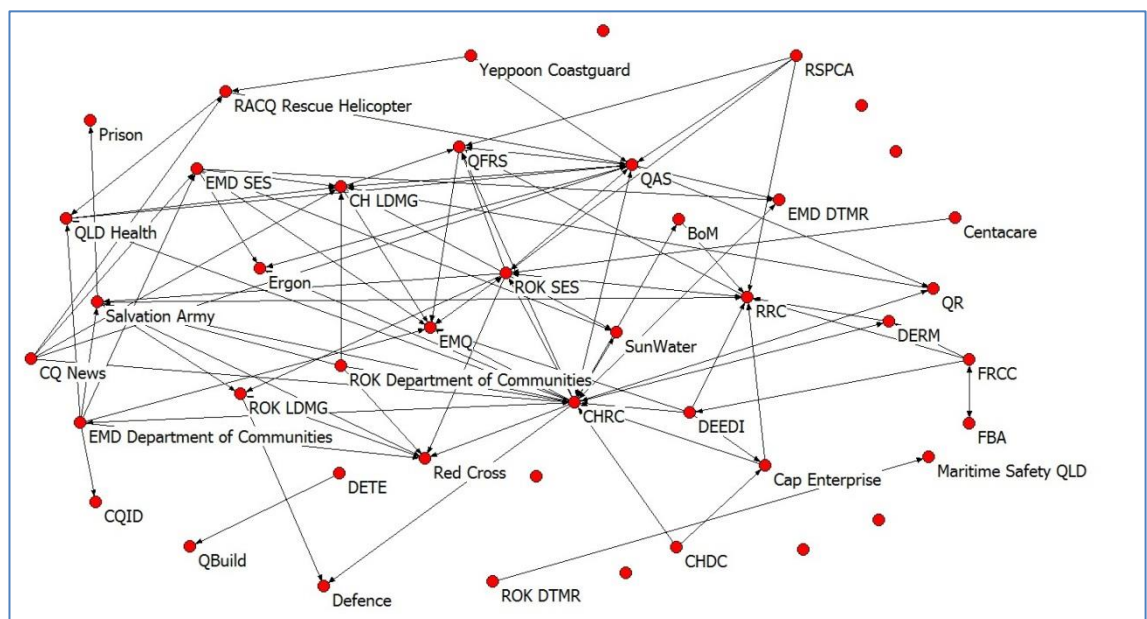 Yeppoon Coastguard
RSPCA
RACQ Rescue Helicopter
Prison
QFRS
QAS
EMD SES
CH LDMG
EMD DTMR
QLD Health
BoM
Centacare
Ergon
ROK SES
QR
Salvation Army
RRC
EMQ
SunWater
DERM
CQ News
ROK Department of Communities
FRCC
ROK LDMG
CHRC
DEEDI
FBA
EMD Department of Communities
Red Cross
Cap Enterprise
Maritime Safety QLD
DETE
CQID
QBuild
CHDC
Defence
ROK DTMR